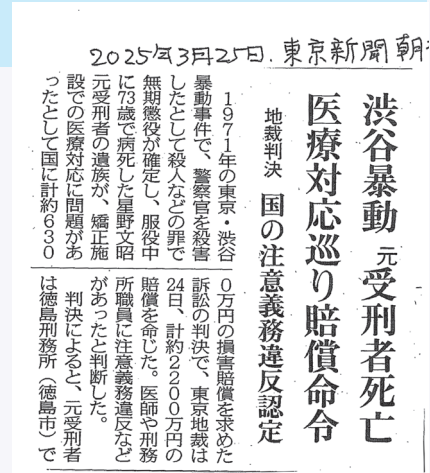 2025年3月25日. 東京新聞 朝
渋谷暴動 元受刑者死亡
医療対応巡り賠償命令
地裁判決 国の注意義務違反認定
1971年の東京・渋谷
暴動事件で、警察官を殺害
したとして殺人などの罪で
無期懲役が確定し、服役中
に73歳で病死した星野文昭
元受刑者の遺族が、矯正施
設での医療対応に問題があ
ったとして国に計約630
0万円の損害賠償を求めた
訴訟の判決で、東京地裁は
24日、計約2200万円の
賠償を命じた。医師や刑務
所職員に注意義務違反など
があったと判断した。
判決によると、元受刑者
は徳島刑務所(徳島市)で